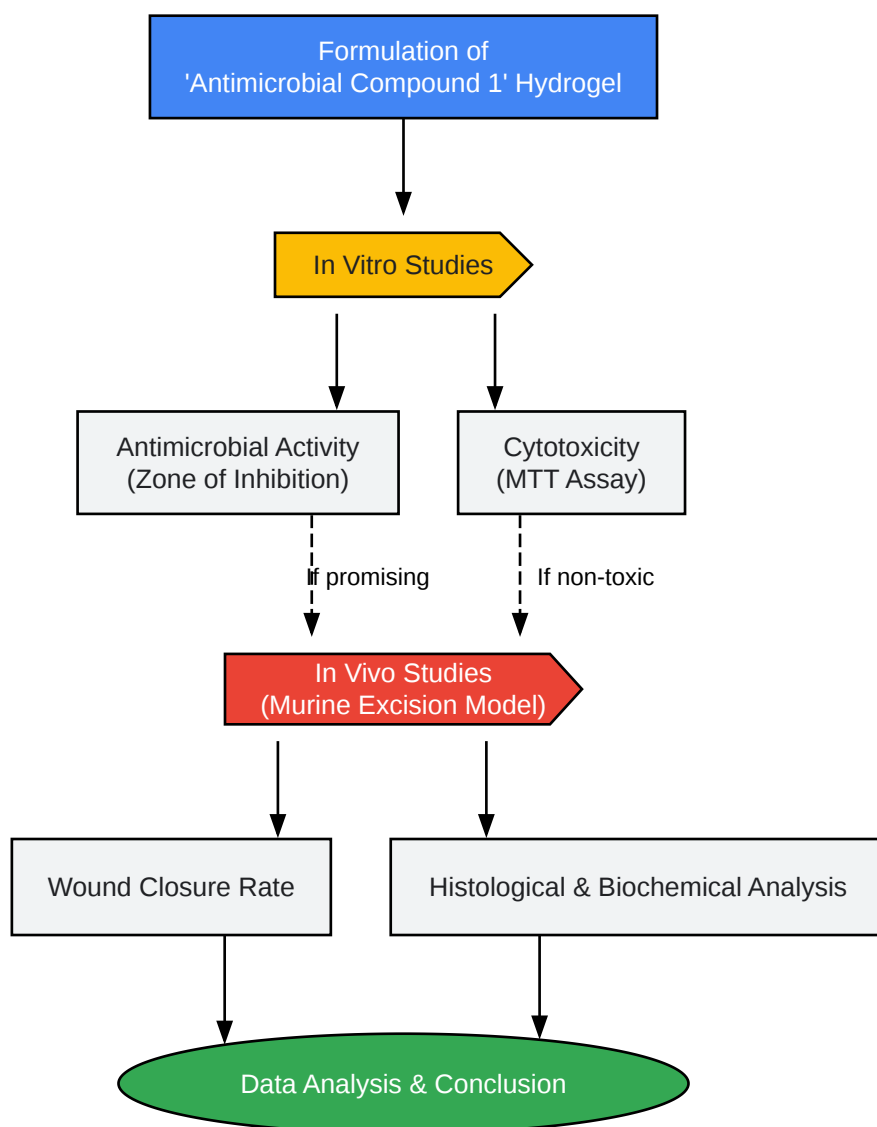 Formulation of
'Antimicrobial Compound 1' Hydrogel
In Vitro Studies
Antimicrobial Activity
(Zone of Inhibition)
Cytotoxicity
(MTT Assay)
If promising
If non-toxic
In Vivo Studies
(Murine Excision Model)
Wound Closure Rate
Histological & Biochemical Analysis
Data Analysis & Conclusion